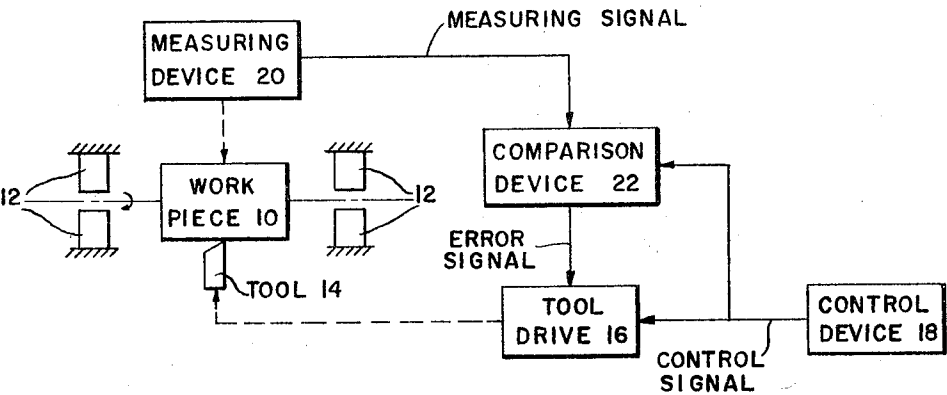 MEASURING SIGNAL
MEASURING
DEVICE 20
COMPARISON
DEVICE 22
12
WORK
PIECE 10
12
ERROR
SIGNAL
TOOL 14
TOOL
DRIVE 16
CONTROL
DEVICE 18
CONTROL
SIGNAL